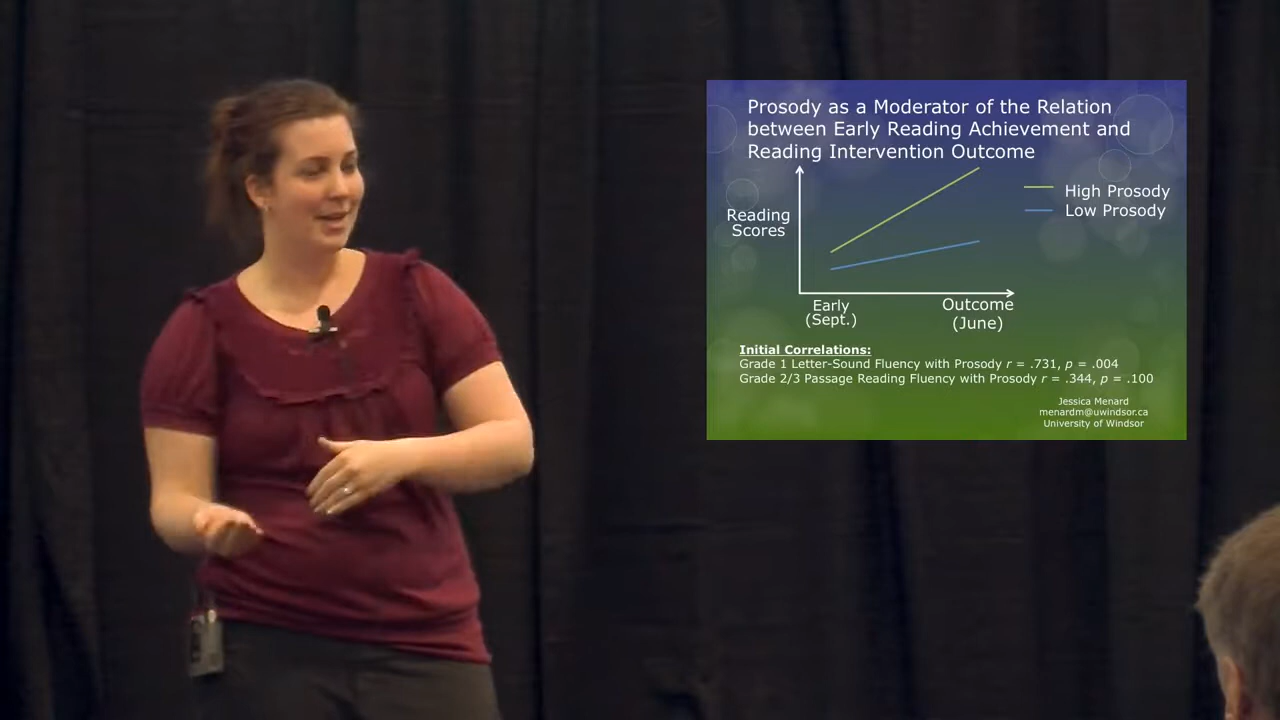 Prosody as a Moderator of the Relation
between Early Reading Achievement and
Reading Intervention Outcome
High Prosody
Low Prosody
Reading
Scores
Early
(Sept.)
Outcome
(June)
Initial Correlations:
Grade 1 Letter-Sound Fluency with Prosody r = .731, p = .004
Grade 2/3 Passage Reading Fluency with Prosody r = .344, p = .100
Jessica Menard
menardm@uwindsor.ca
University of Windsor